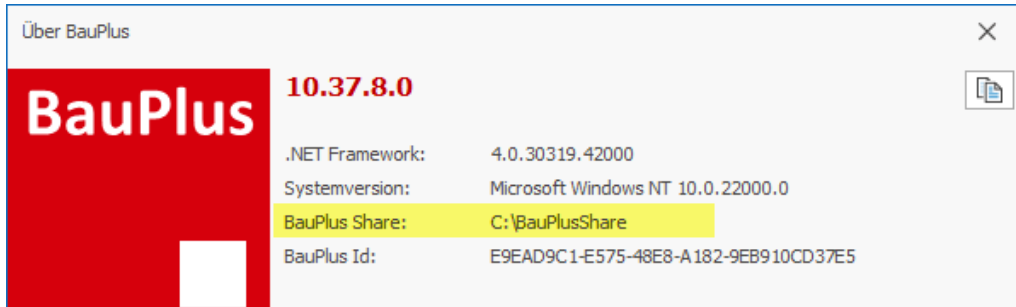 Über BauPlus
BauPlus
10.37.8.0
.NET Framework: 4.0.30319.42000
Systemversion: Microsoft Windows NT 10.0.22000.0
BauPlus Share: C:\BauPlusShare
BauPlus Id: E9EAD9C1-E575-48E8-A182-9EB910CD37E5